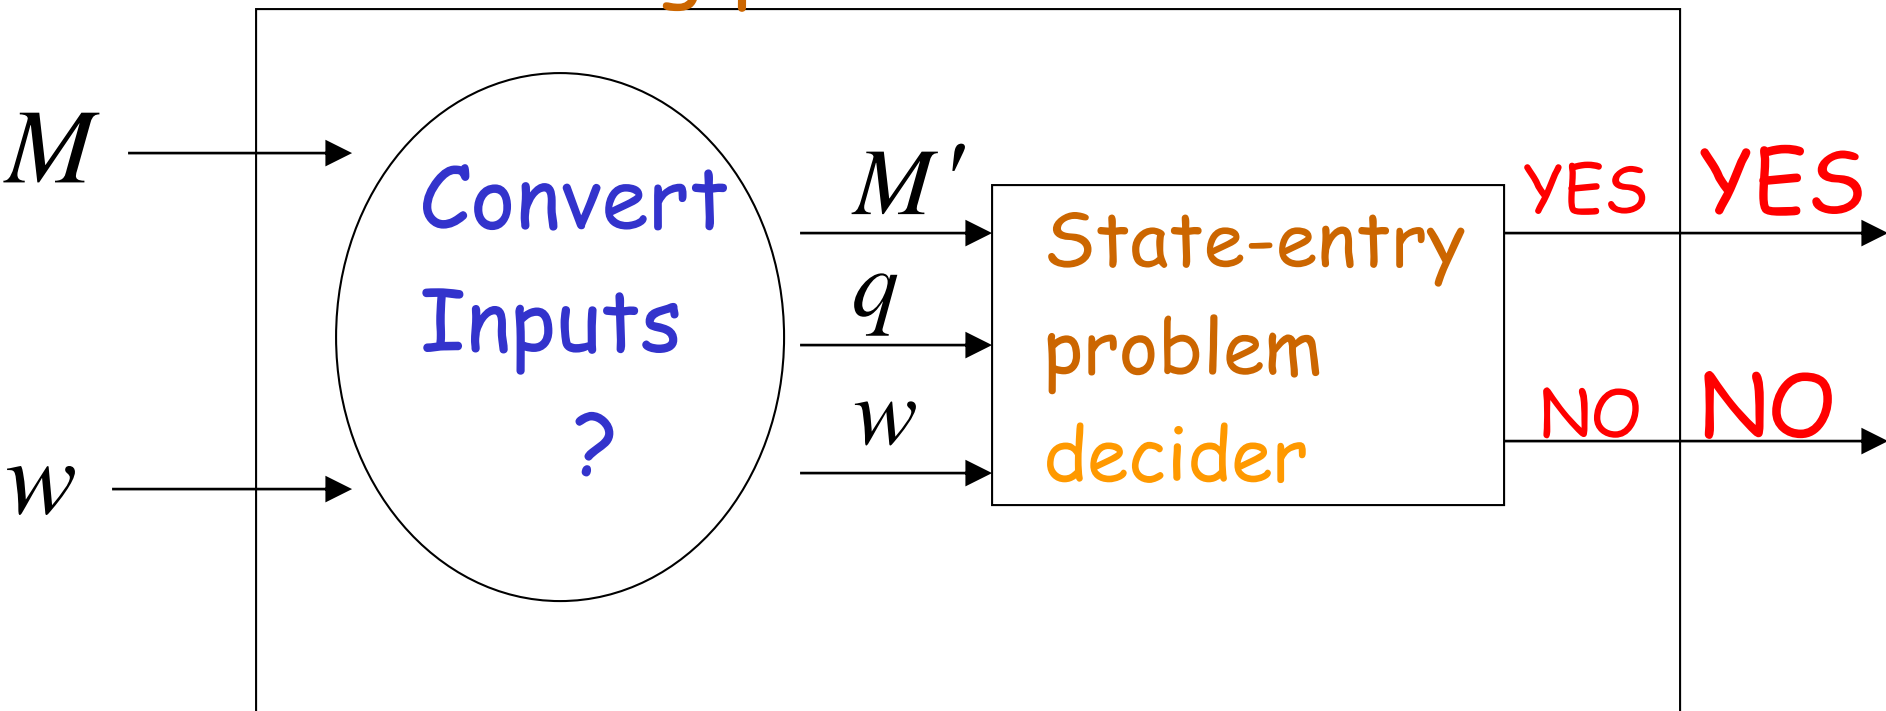 M
w
Convert
Inputs
?
M′
q
w
State-entry
problem
decider
YES
NO
YES
NO